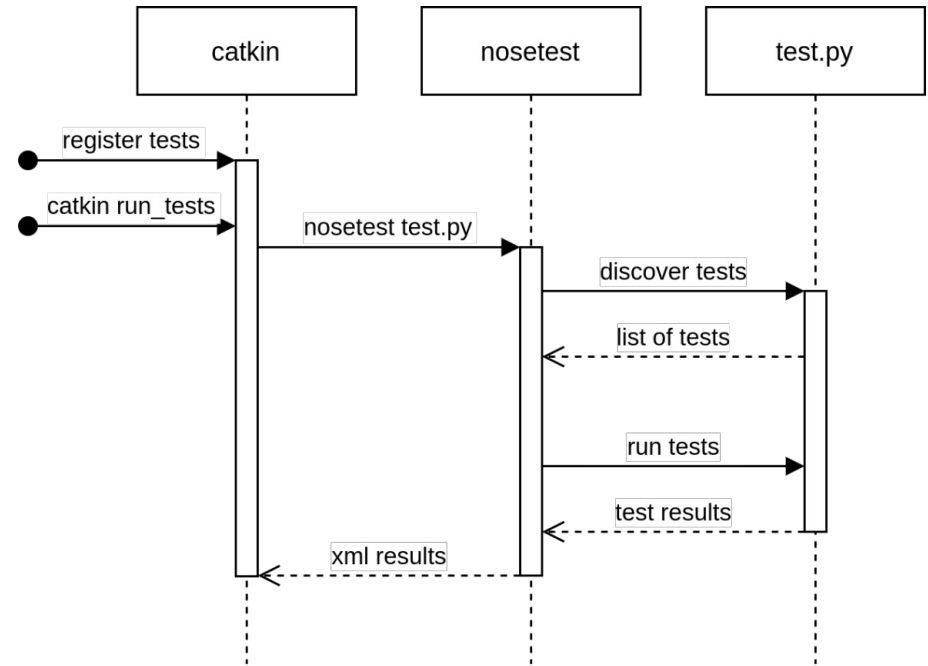 catkin
nosetest
test.py
register tests
catkin run_tests
nosetest test.py
discover tests
list of tests
run tests
test results
xml results